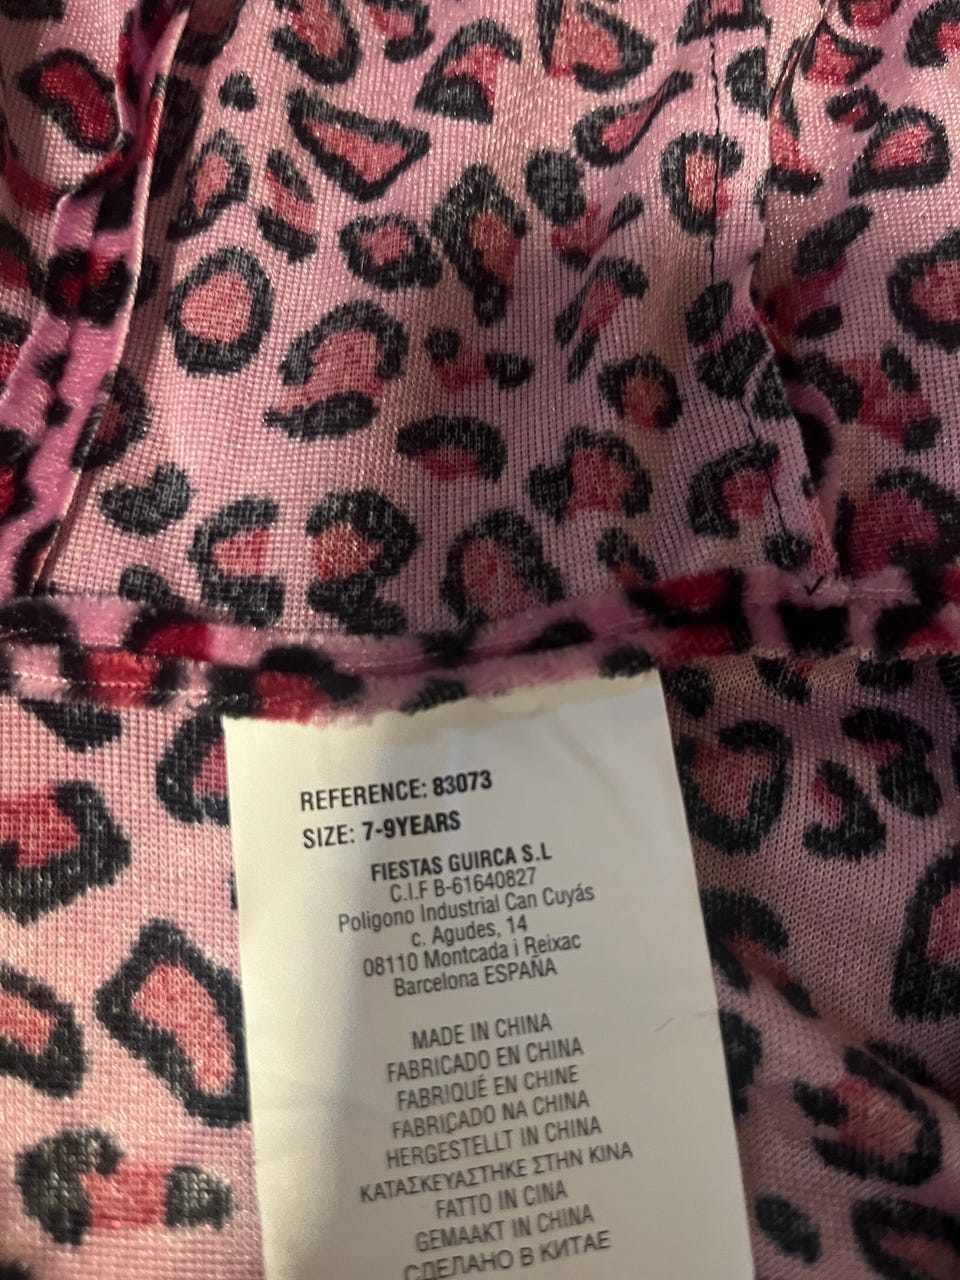 REFERENCE: 83073
SIZE: 7-9YEARS
FIESTAS GUIRCA S.L
C.I.F B-61640827
Poligono Industrial Can Cuyás
c. Agudes, 14
08110 Montcada i Reixac
Barcelona ESPAÑA
MADE IN CHINA
FABRICADO EN CHINA
FABRIQUÉ EN CHINE
FABRICADO NA CHINA
HERGESTELLT IN CHINA
ΚΑΤΑΣΚΕΥΑΣΤΗΚΕ ΣΤΗΝ ΚΙΝΑ
FATTO IN CINA
GEMAAKT IN CHINA
СДЕЛАНО В КИТАЕ